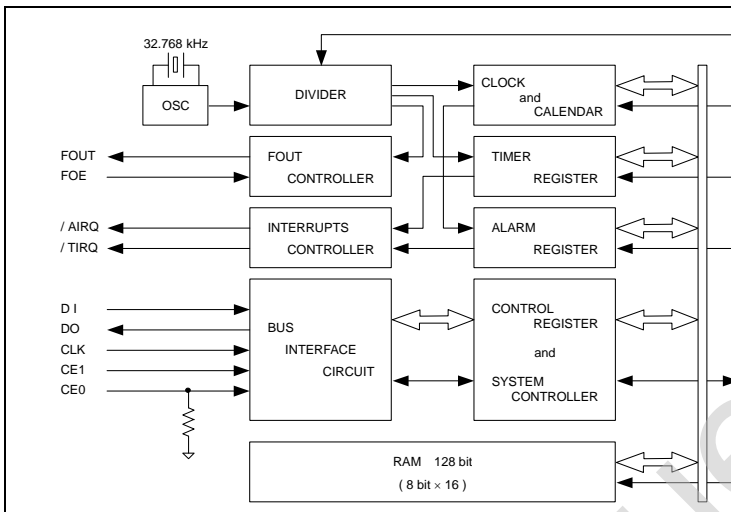 32.768 kHz
OSC
DIVIDER
CLOCK
and
CALENDAR
FOUT
FOE
FOUT
CONTROLLER
TIMER
REGISTER
/ AIRQ
/ TIRQ
INTERRUPTS
CONTROLLER
ALARM
REGISTER
D I
DO
CLK
CE1
CE0
BUS
INTERFACE
CIRCUIT
CONTROL
REGISTER
and
SYSTEM
CONTROLLER
RAM 128 bit
( 8 bit × 16 )